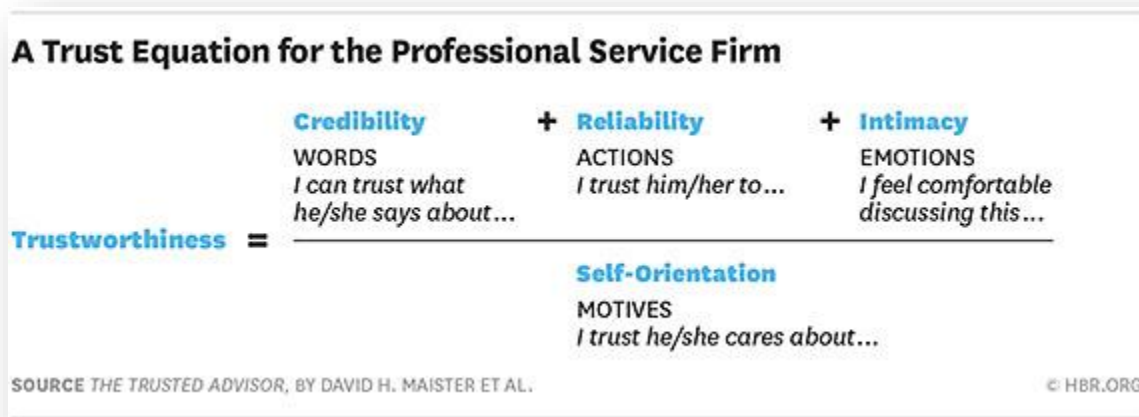 A Trust Equation for the Professional Service Firm
Credibility + Reliability + Intimacy
WORDS ACTIONS EMOTIONS
I can trust what I trust him/her to... I feel comfortable
he/she says about... discussing this...
Trustworthiness =
Self-Orientation
MOTIVES
I trust he/she cares about...
SOURCE THE TRUSTED ADVISOR, BY DAVID H. MAISTER ET AL. © HBR.ORG